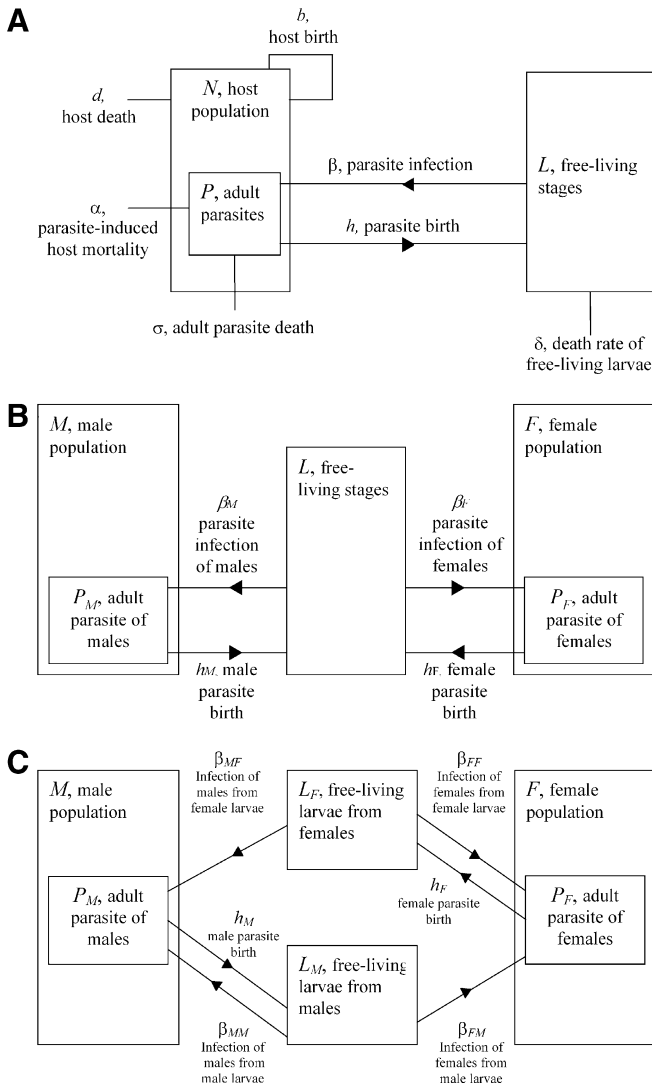 A
b,
host birth
d,
host death
N, host
population
β, parasite infection
L, free-living
stages
P, adult
parasites
α,
parasite-induced
host mortality
h, parasite birth
σ, adult parasite death
δ, death rate of
free-living larvae
B
M, male
population
F, female
population
L, free-
living stages
βM
parasite
infection
of males
βF
parasite
infection of
females
PM, adult
parasite of
males
PF, adult
parasite of
females
hM, male
parasite
birth
hF, female
parasite
birth
C
βMF
Infection of
males from
female larvae
βFF
Infection of
females from
female larvae
M, male
population
LF, free-living
larvae from
females
F, female
population
PM, adult
parasite of
males
hF
female parasite
birth
PF, adult
parasite of
females
hM
male parasite
birth
LM, free-living
larvae from
males
βMM
Infection of
males from
male larvae
βFM
Infection of
females from
male larvae